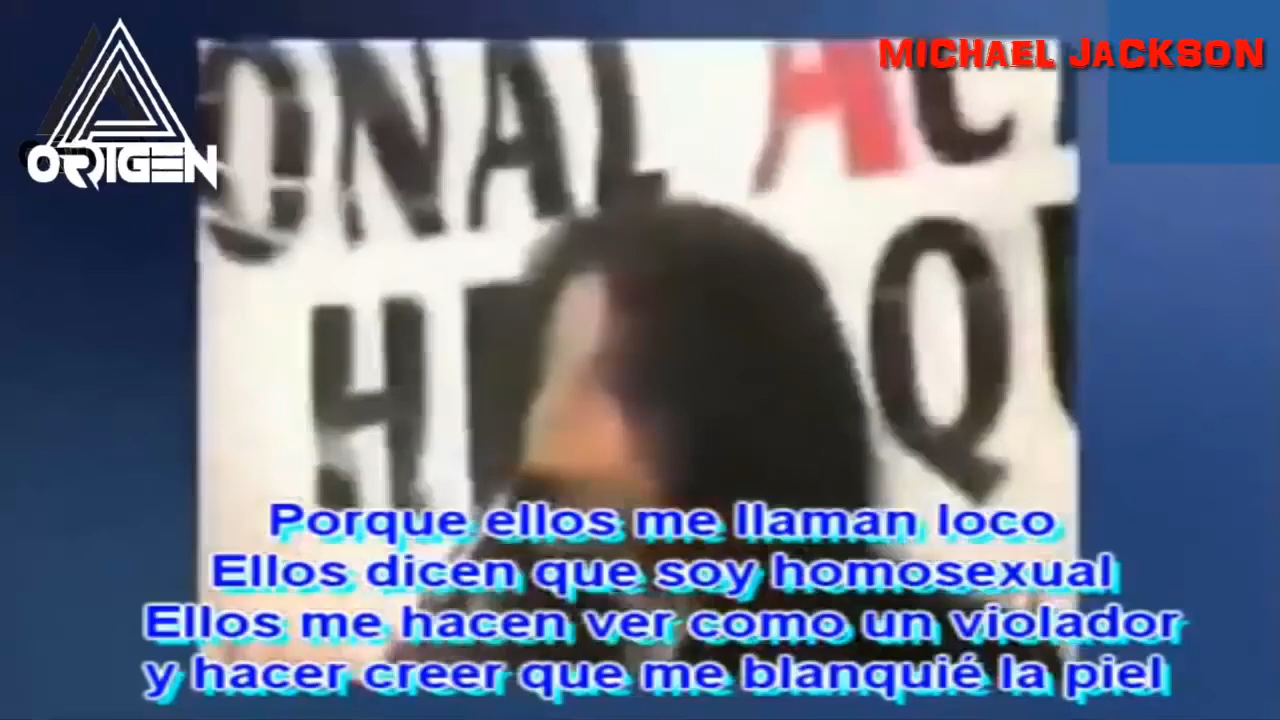 MICHAEL JACKSON
ORIGEN
ONAL AC
H
Q
Porque ellos me llaman loco
Ellos dicen que soy homosexual
Ellos me hacen ver como un violador
y hacer creer que me blanquié la piel